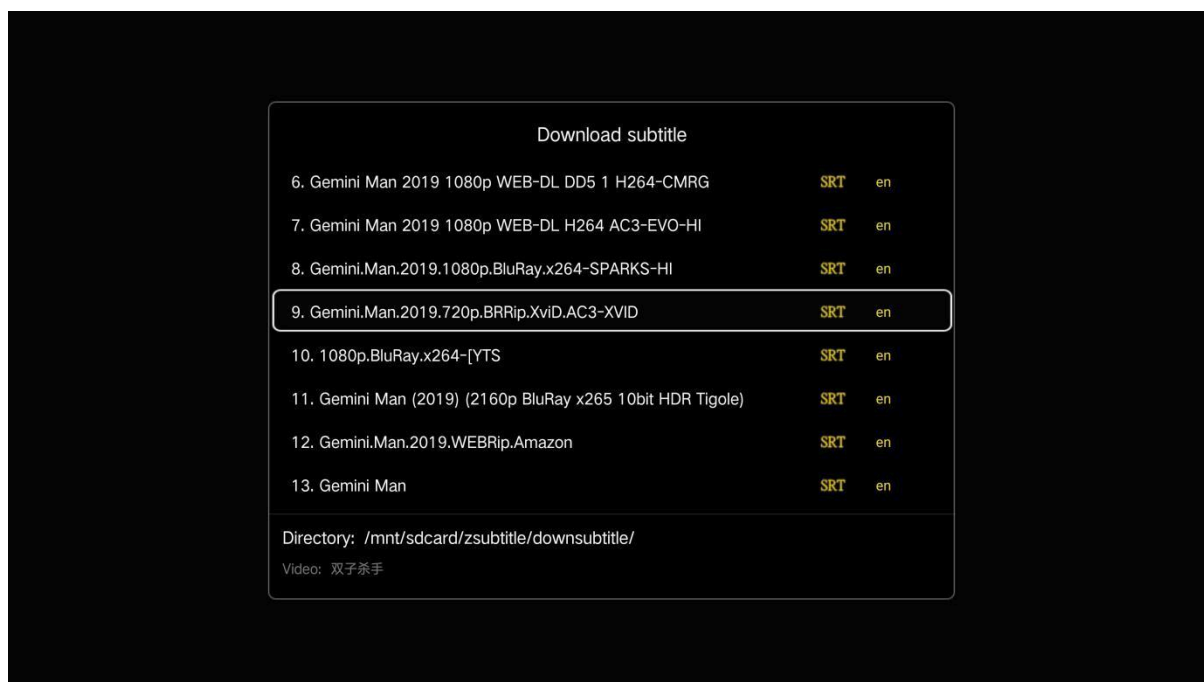 Download subtitle
6. Gemini Man 2019 1080p WEB-DL DD5 1 H264-CMRG SRT en
7. Gemini Man 2019 1080p WEB-DL H264 AC3-EVO-HI SRT en
8. Gemini.Man.2019.1080p.BluRay.x264-SPARKS-HI SRT en
9. Gemini.Man.2019.720p.BRRip.XviD.AC3-XVID SRT en
10. 1080p.BluRay.x264-[YTS SRT en
11. Gemini Man (2019) (2160p BluRay x265 10bit HDR Tigole) SRT en
12. Gemini.Man.2019.WEBRip.Amazon SRT en
13. Gemini Man SRT en
Directory: /mnt/sdcard/zsubtitle/downsubtitle/
Video: 双子杀手